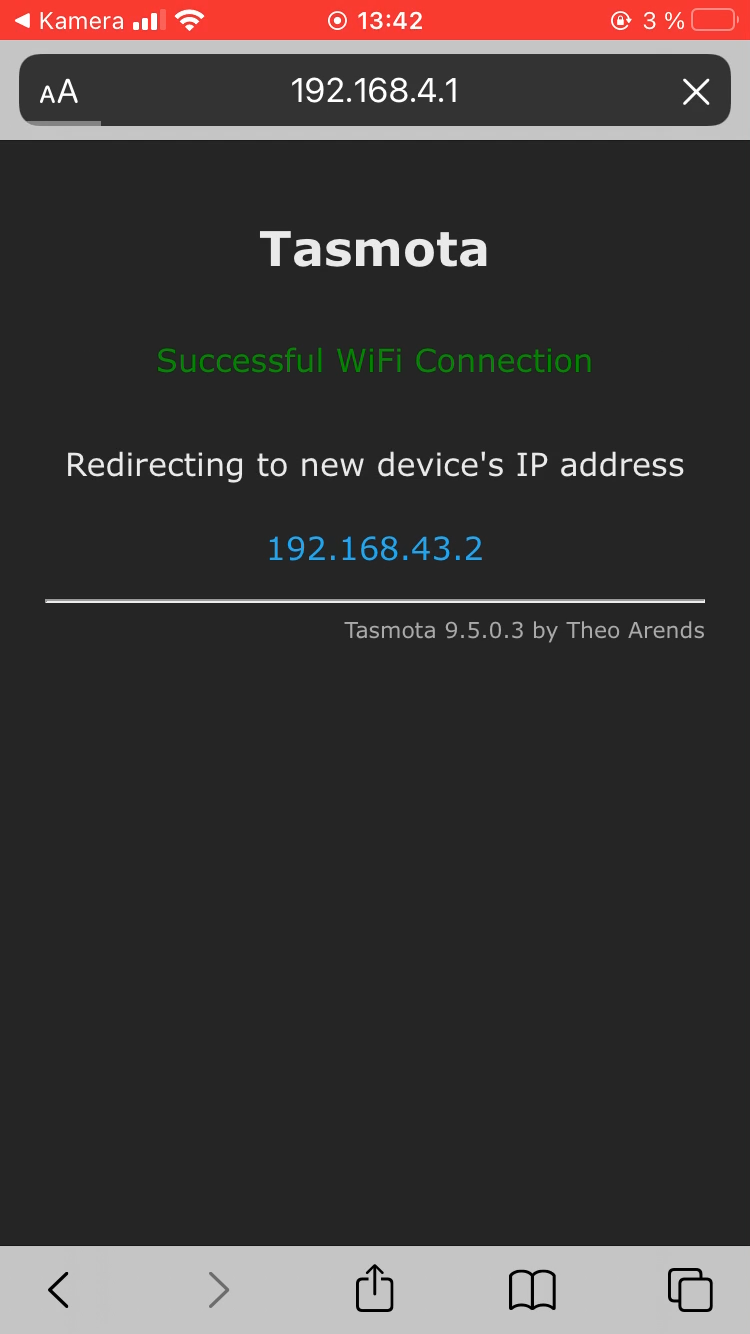 Kamera 13:42 3 %
AA 192.168.4.1
Tasmota
Successful WiFi Connection
Redirecting to new device's IP address
192.168.43.2
Tasmota 9.5.0.3 by Theo Arends